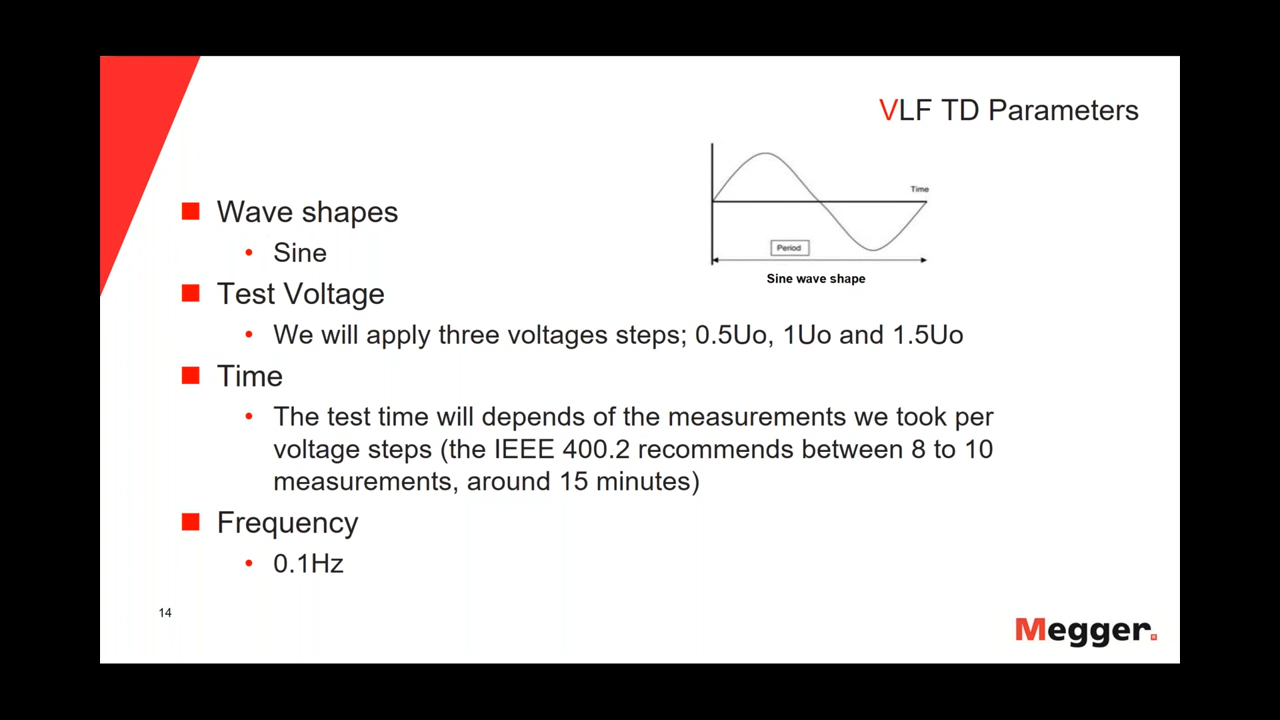 VLF TD Parameters
Time
Period
Sine wave shape
Wave shapes
Sine
Test Voltage
We will apply three voltages steps; 0.5Uo, 1Uo and 1.5Uo
Time
The test time will depends of the measurements we took per
voltage steps (the IEEE 400.2 recommends between 8 to 10
measurements, around 15 minutes)
Frequency
0.1Hz
14
Megger.